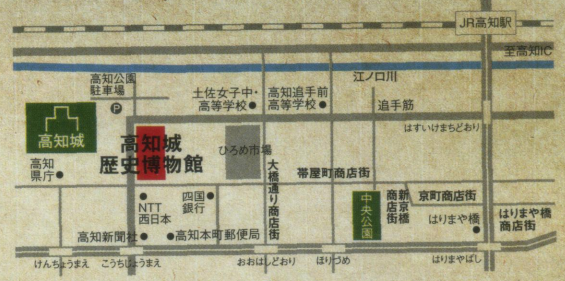 JR高知駅
至高知IC
高知公園
駐車場
P
土佐女子中・
高等学校
高知追手前
高等学校
江ノ口川
追手筋
はすいけまちどおり
高知城
高知城
歴史博物館
ひろめ市場
高知
県庁
帯屋町商店街
大橋通り商店街
NTT
西日本
四国
銀行
中央公園
新京橋
商店街
京町商店街
はりまや橋
はりまや橋
商店街
高知新聞社
高知本町郵便局
けんちょうまえ
こうちじょうまえ
おおはしどおり
ほりづめ
はりまやばし